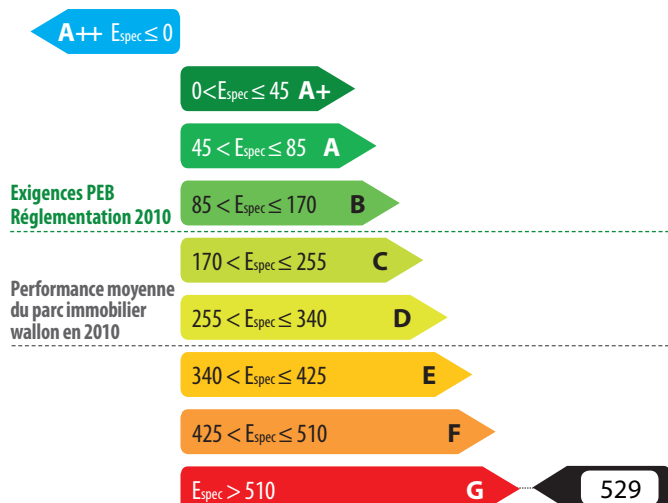 A++ Espec ≤ 0
0<Espec ≤ 45 A+
45 < Espec ≤ 85 A
Exigences PEB
Réglementation 2010
85 < Espec ≤ 170 B
170 < Espec ≤ 255 C
Performance moyenne
du parc immobilier
wallon en 2010
255 < Espec ≤ 340 D
340 < Espec ≤ 425 E
425 < Espec ≤ 510 F
Espec > 510 G 529